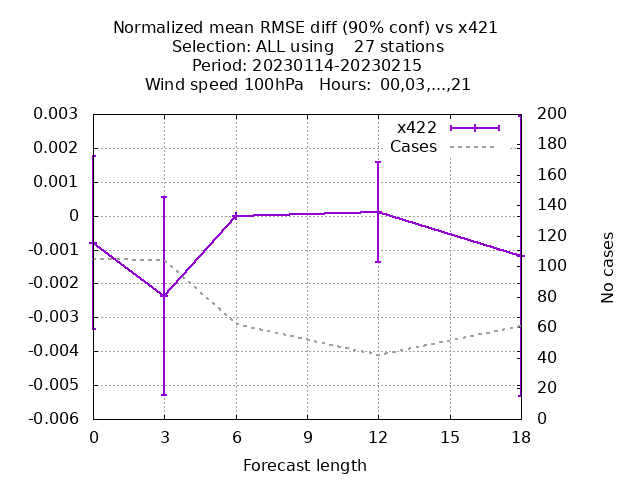 Normalized mean RMSE diff (90% conf) vs x421
Selection: ALL using    27 stations
Period: 20230114-20230215
Wind speed 100hPa   Hours: 00,03,...,21
x422
Cases
0.003
0.002
0.001
0
-0.001
-0.002
-0.003
-0.004
-0.005
-0.006
200
180
160
140
120
100
80
60
40
20
0
No cases
0 3 6 9 12 15 18
Forecast length